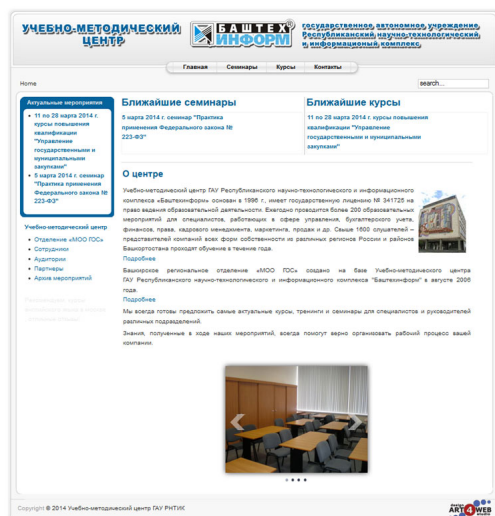 УЧЕБНО-МЕТОДИЧЕСКИЙ
ЦЕНТР
БАШТЕХ
ИНФОРМ
государственное, автономное, учреждение,
Республиканский, научно-технологический,
и, информационный, комплекс,
Главная Семинары Курсы Контакты
Home
search...
Актуальные мероприятия
11 по 28 марта 2014 г.
курсы повышения
квалификации
"Управление
государственными и
муниципальными
закупками"
5 марта 2014 г. семинар
"Практика применения
Федерального закона №
223-ФЗ"
Учебно-методический центр
Отделение «МОО ГОС»
Сотрудники
Аудитории
Партнеры
Архив мероприятий
Ближайшие семинары
5 марта 2014 г. семинар "Практика
применения Федерального закона №
223-ФЗ"
Ближайшие курсы
11 по 28 марта 2014 г. курсы повышения
квалификации "Управление
государственными и муниципальными
закупками"
О центре
Учебно-методический центр ГАУ Республиканского научно-технологического и информационного
комплекса «Баштехинформ» основан в 1996 г., имеет государственную лицензию № 341725 на
право ведения образовательной деятельности. Ежегодно проводится более 200 образовательных
мероприятий для специалистов, работающих в сфере управления, бухгалтерского учета,
финансов, права, кадрового менеджмента, маркетинга, продаж и др. Свыше 1600 слушателей –
представителей компаний всех форм собственности из различных регионов России и районов
Башкортостана проходят обучение в течение года.
Подробнее
Башкирское региональное отделение «МОО ГОС» создано на базе Учебно-методического центра
ГАУ Республиканского научно-технологического и информационного комплекса "Баштехинформ" в августе 2006
года.
Подробнее
Мы всегда готовы предложить самые актуальные курсы, тренинги и семинары для специалистов и руководителей
различных подразделений.
Знания, полученные в ходе наших мероприятий, всегда помогут верно организовать рабочий процесс вашей
компании.
Copyright © 2014 Учебно-методический центр ГАУ РНТИК
design
ART4WEB
studio